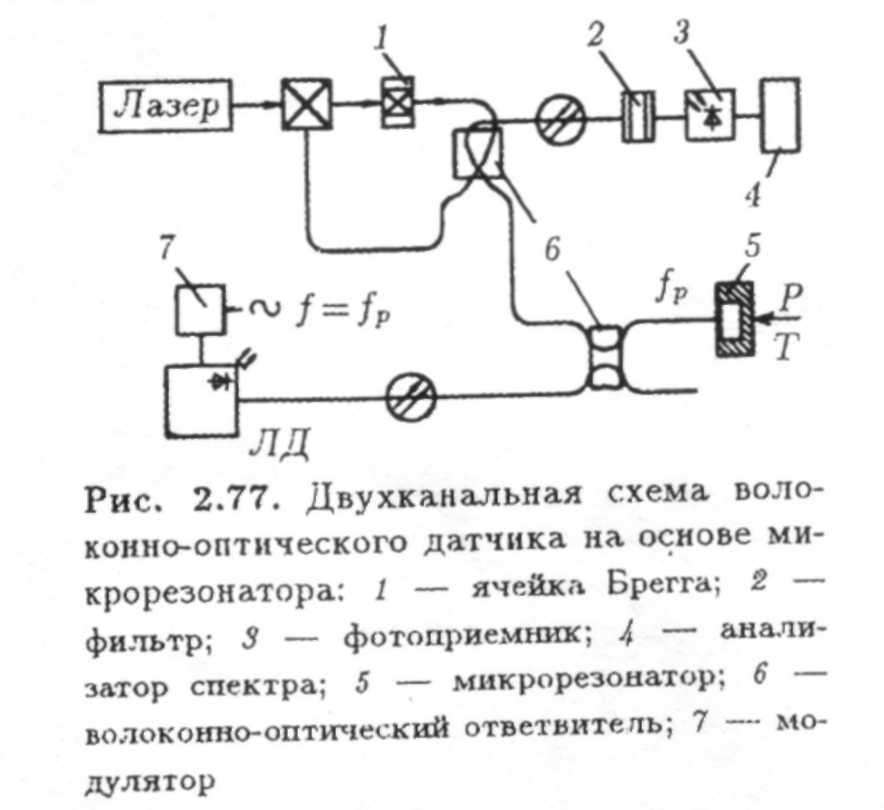 1
2
3
Лазер
4
6
5
7
f_p
P
~ f = f_p
T
ЛД
Рис. 2.77. Двухканальная схема воло-
конно-оптического датчика на основе ми-
крорезонатора: 1 — ячейка Брегга; 2 —
фильтр; 3 — фотоприемник; 4 — анали-
затор спектра; 5 — микрорезонатор; 6 —
волоконно-оптический ответвитель; 7 — мо-
дулятор